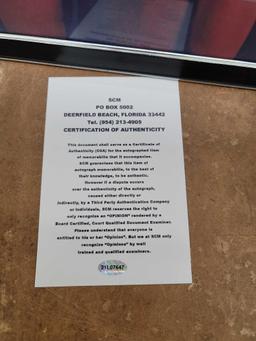 SCM
PO BOX 5002
DEERFIELD BEACH, FLORIDA 33442
Tel. (954) 213-4905
CERTIFICATION OF AUTHENTICITY
This document shall serve as a Certificate of
Authenticity (COA) for the autographed item
of memorabilia that it accompanies.
SCM guarantees that this item of
autograph memorabilia, to the best of
their knowledge, to be authentic.
However if a dispute occurs
over the authenticity of the autograph,
caused either directly or
indirectly, by a Third Party Authentication Company
or individuals, SCM reserves the right to
only recognize an "OPINION" rendered by a
Board Certified, Court Qualified Document Examiner.
Please understand that everyone is
entitled to his or her "Opinion". But we at SCM only
recognize "Opinions" by well
trained and qualified examiners.
21L07647